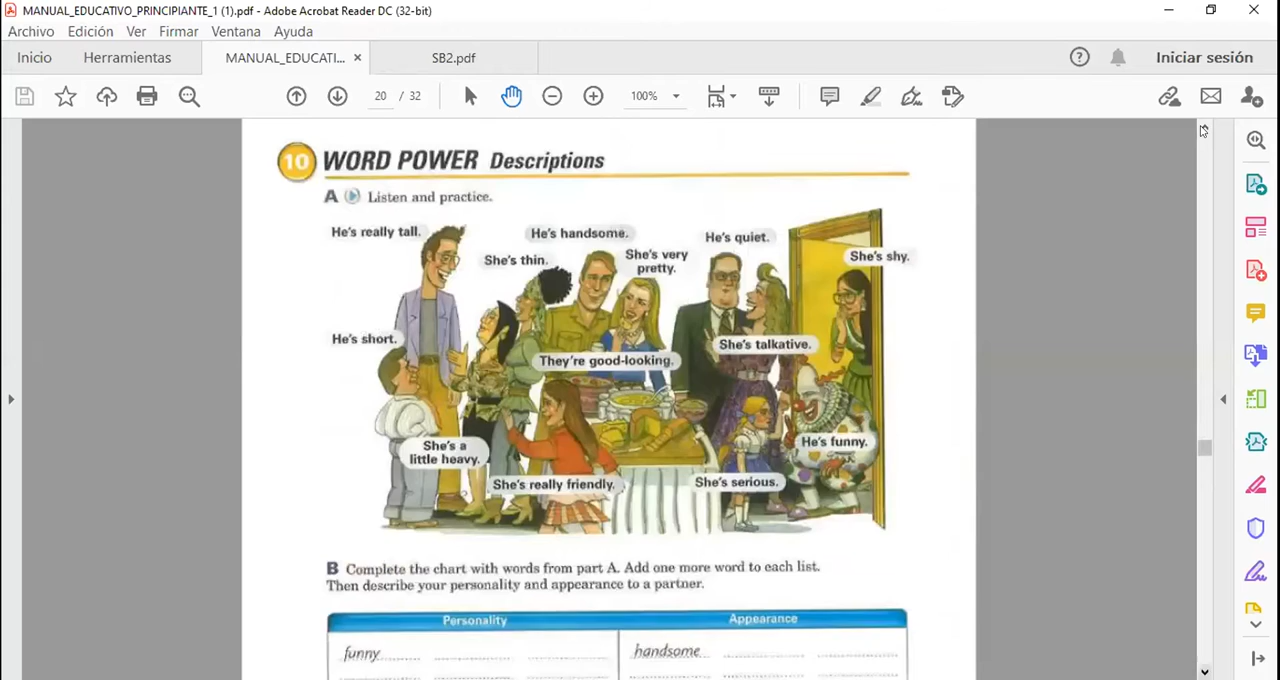 MANUAL_EDUCATIVO_PRINCIPIANTE_1 (1).pdf - Adobe Acrobat Reader DC (32-bit)
Archivo Edición Ver Firmar Ventana Ayuda
Inicio Herramientas MANUAL_EDUCATI... × SB2.pdf Iniciar sesión
20 / 32 100%
10 WORD POWER Descriptions
A Listen and practice.
He's really tall.
He's handsome.
He's quiet.
She's thin.
She's very
pretty.
She's shy.
He's short.
They're good-looking.
She's talkative.
She's a
little heavy.
He's funny.
She's really friendly.
She's serious.
B Complete the chart with words from part A. Add one more word to each list.
Then describe your personality and appearance to a partner.
Personality Appearance
funny handsome